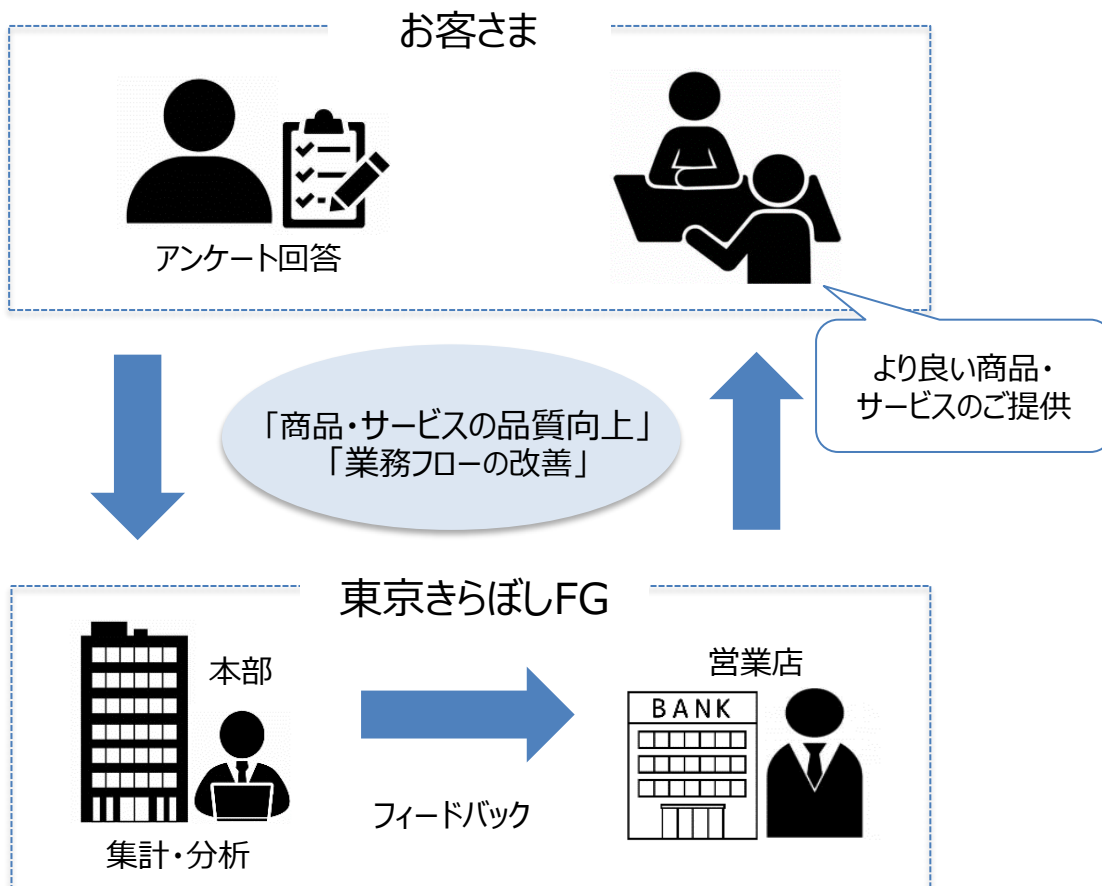 お客さま
アンケート回答
より良い商品・
サービスのご提供
「商品・サービスの品質向上」
「業務フローの改善」
東京きらぼしFG
本部
営業店
BANK
フィードバック
集計・分析